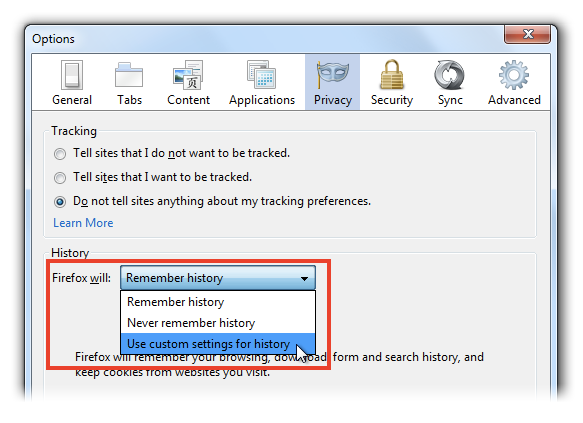 Options
General Tabs Content Applications Privacy Security Sync Advanced
Tracking
Tell sites that I do not want to be tracked.
Tell sites that I want to be tracked.
Do not tell sites anything about my tracking preferences.
Learn More
History
Firefox will: Remember history
Remember history
Never remember history
Use custom settings for history
Firefox will remember your browsing, download, form and search history, and
keep cookies from websites you visit.